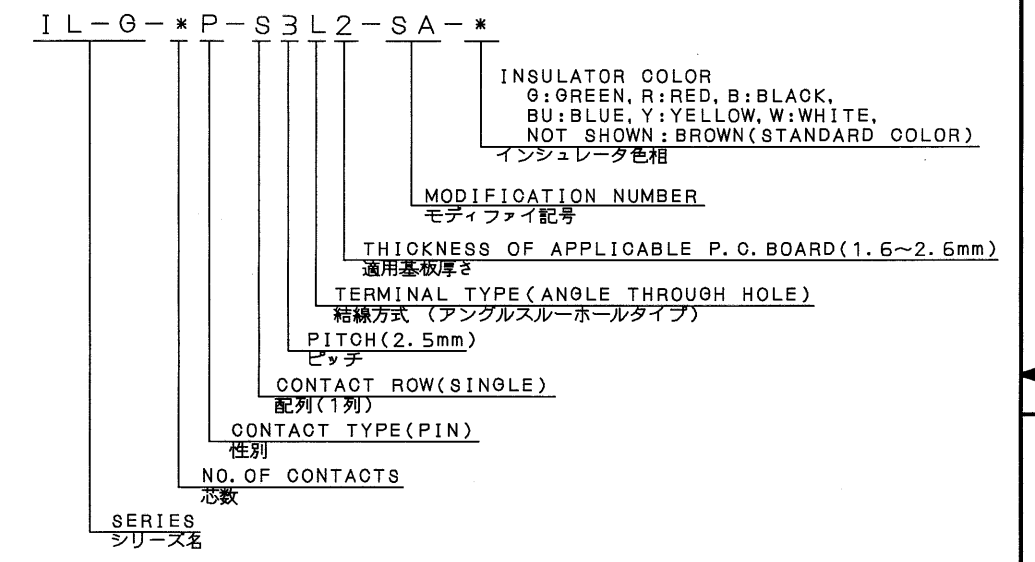 IL-G-*P-S3L2-SA-*
INSULATOR COLOR
G:GREEN, R:RED, B:BLACK,
BU:BLUE, Y:YELLOW, W:WHITE,
NOT SHOWN:BROWN(STANDARD COLOR)
インシュレータ色相
MODIFICATION NUMBER
モディファイ記号
THICKNESS OF APPLICABLE P.C.BOARD(1.6~2.6mm)
適用基板厚さ
TERMINAL TYPE(ANGLE THROUGH HOLE)
結線方式 (アングルスルーホールタイプ)
PITCH(2.5mm)
ピッチ
CONTACT ROW(SINGLE)
配列(1列)
CONTACT TYPE(PIN)
性別
NO.OF CONTACTS
芯数
SERIES
シリーズ名